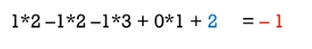 1*2 –1*2 –1*3 + 0*1 + 2 = – 1